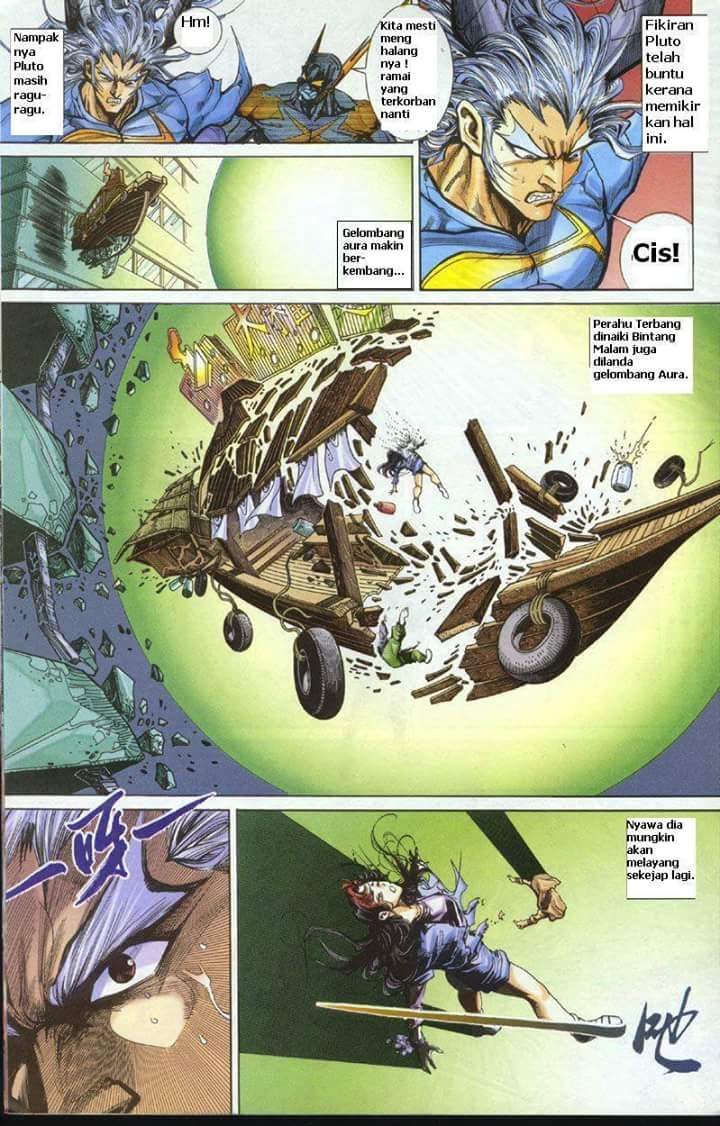 Nampak
nya
Pluto
masih
ragu-
ragu.
Hm!
Kita mesti
meng
halang
nya !
ramai
yang
terkorban
nanti
Fikiran
Pluto
telah
buntu
kerana
memikir
kan hal
ini.
Cis!
Gelombang
aura makin
ber-
kembang...
Perahu Terbang
dinaiki Bintang
Malam juga
dilanda
gelombang Aura.
Nyawa dia
mungkin
akan
melayang
sekejap lagi.